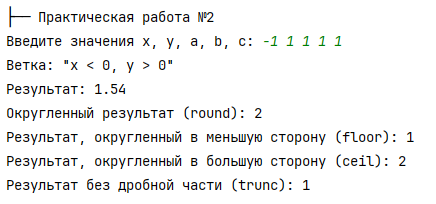 ├── Практическая работа №2
Введите значения x, y, a, b, c: -1 1 1 1 1
Ветка: "x < 0, y > 0"
Результат: 1.54
Округленный результат (round): 2
Результат, округленный в меньшую сторону (floor): 1
Результат, округленный в большую сторону (ceil): 2
Результат без дробной части (trunc): 1